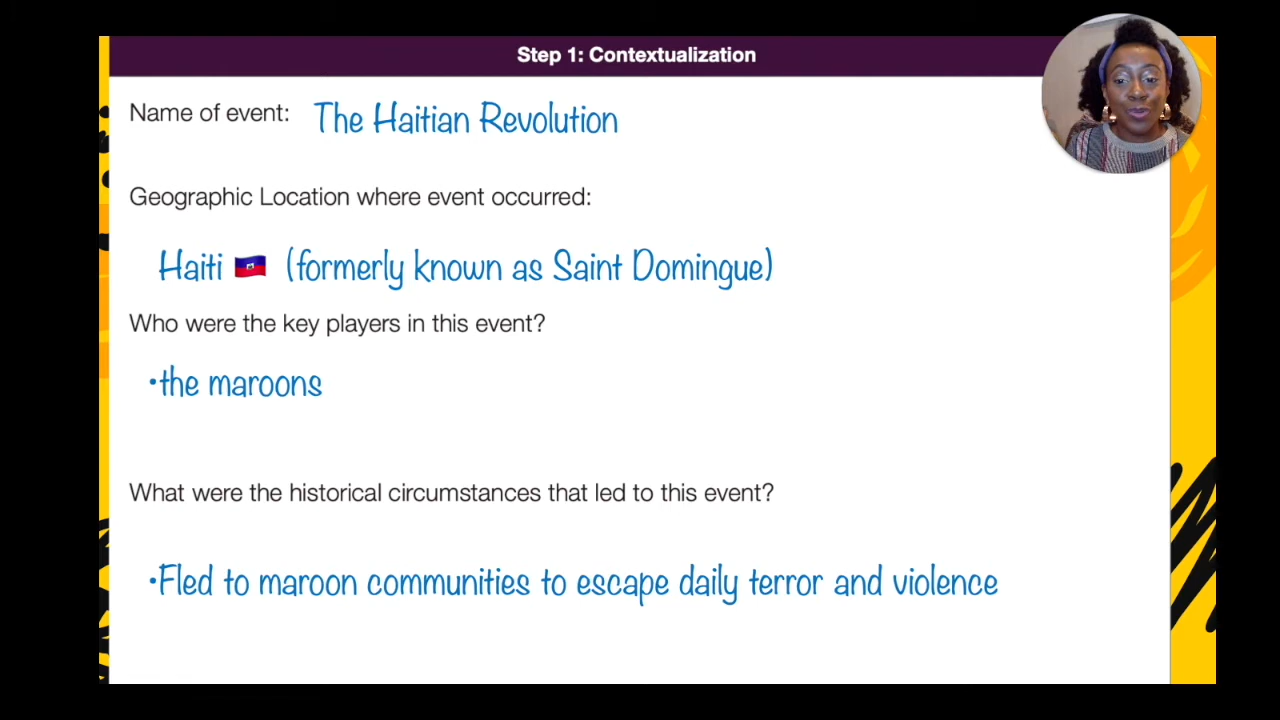 Step 1: Contextualization
Name of event: The Haitian Revolution
Geographic Location where event occurred:
Haiti 🇭🇹 (formerly known as Saint Domingue)
Who were the key players in this event?
•the maroons
What were the historical circumstances that led to this event?
•Fled to maroon communities to escape daily terror and violence